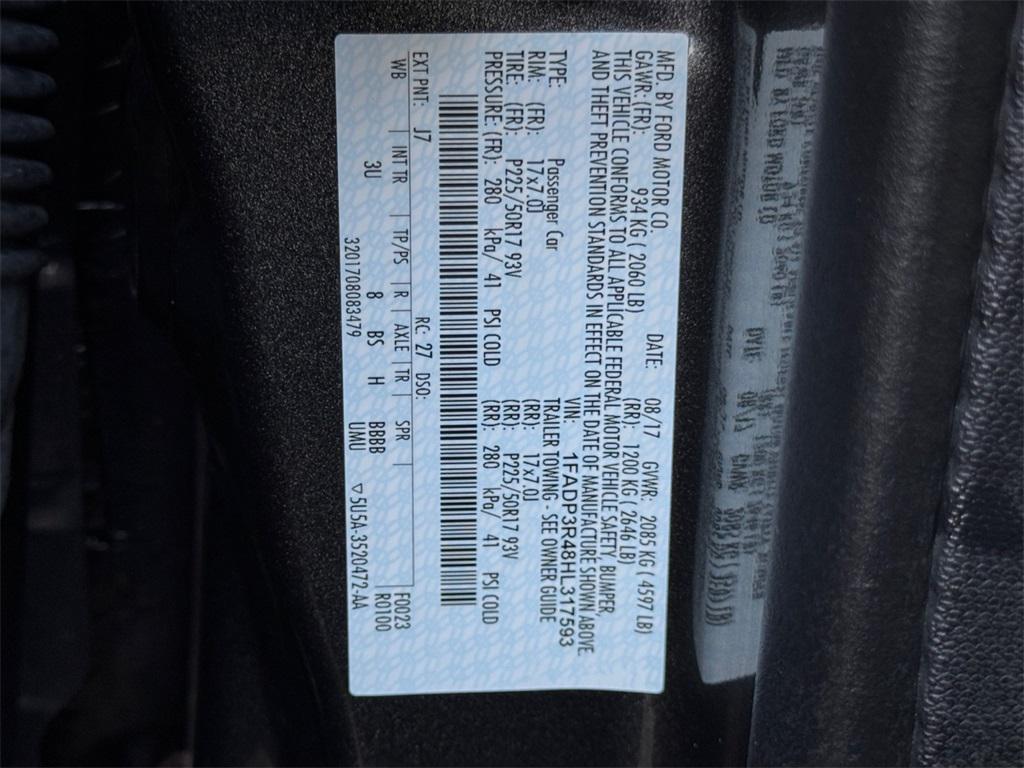 MFD. BY FORD MOTOR CO.
DATE: 08/17 GVWR: 2085 KG ( 4597 LB)
GAWR: (FR): 934 KG ( 2060 LB) (RR): 1200 KG ( 2646 LB)
THIS VEHICLE CONFORMS TO ALL APPLICABLE FEDERAL MOTOR VEHICLE SAFETY, BUMPER,
AND THEFT PREVENTION STANDARDS IN EFFECT ON THE DATE OF MANUFACTURE SHOWN ABOVE.
VIN: 1FADP3R48HL317593
TYPE: Passenger Car TRAILER TOWING - SEE OWNER GUIDE
RIM: (FR): 17x7.0J (RR): 17x7.0J
TIRE: (FR): P225/50R17 93V (RR): P225/50R17 93V
PRESSURE: (FR): 280 kPa/ 41 PSI COLD (RR): 280 kPa/ 41 PSI COLD
EXT PNT: J7 RC: 27 DSO: F0023
WB | INT TR | TP/PS | R | AXLE | TR | SPR | R0100
3U 8 BS H BBBB
UMU
3201708083479 ▽5U5A-3520472-AA